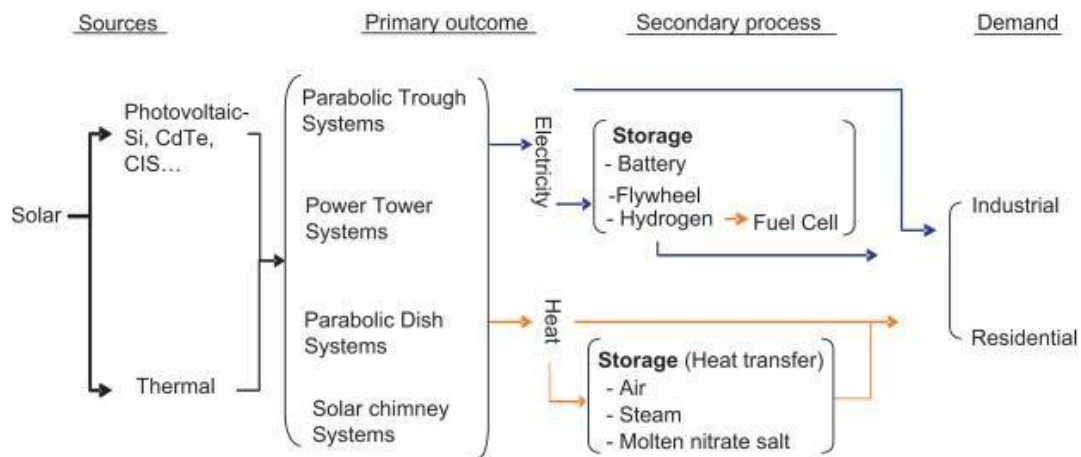 Sources
Primary outcome
Secondary process
Demand
Solar
Photovoltaic-
Si, CdTe,
CIS...
Thermal
Parabolic Trough
Systems
Power Tower
Systems
Parabolic Dish
Systems
Solar chimney
Systems
Electricity
Heat
Storage
- Battery
-Flywheel
- Hydrogen
Fuel Cell
Storage (Heat transfer)
- Air
- Steam
- Molten nitrate salt
Industrial
Residential